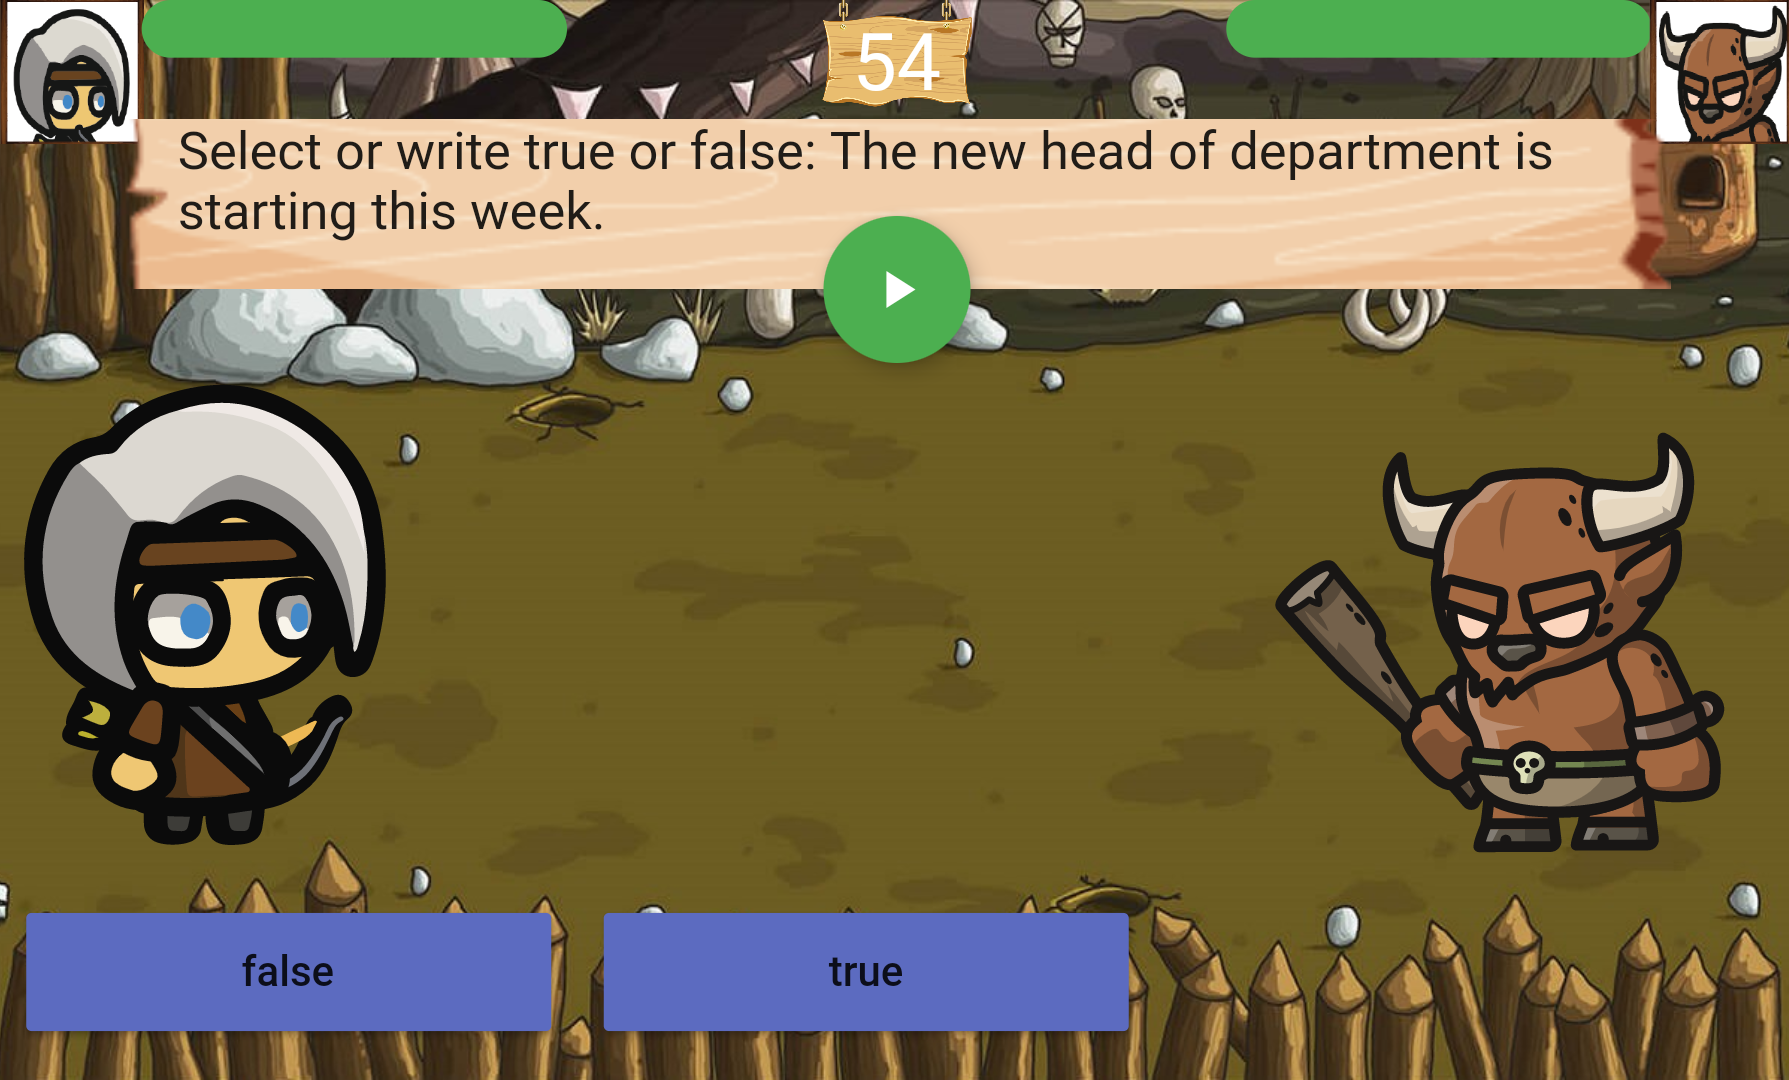 54
Select or write true or false: The new head of department is
starting this week.
false
true